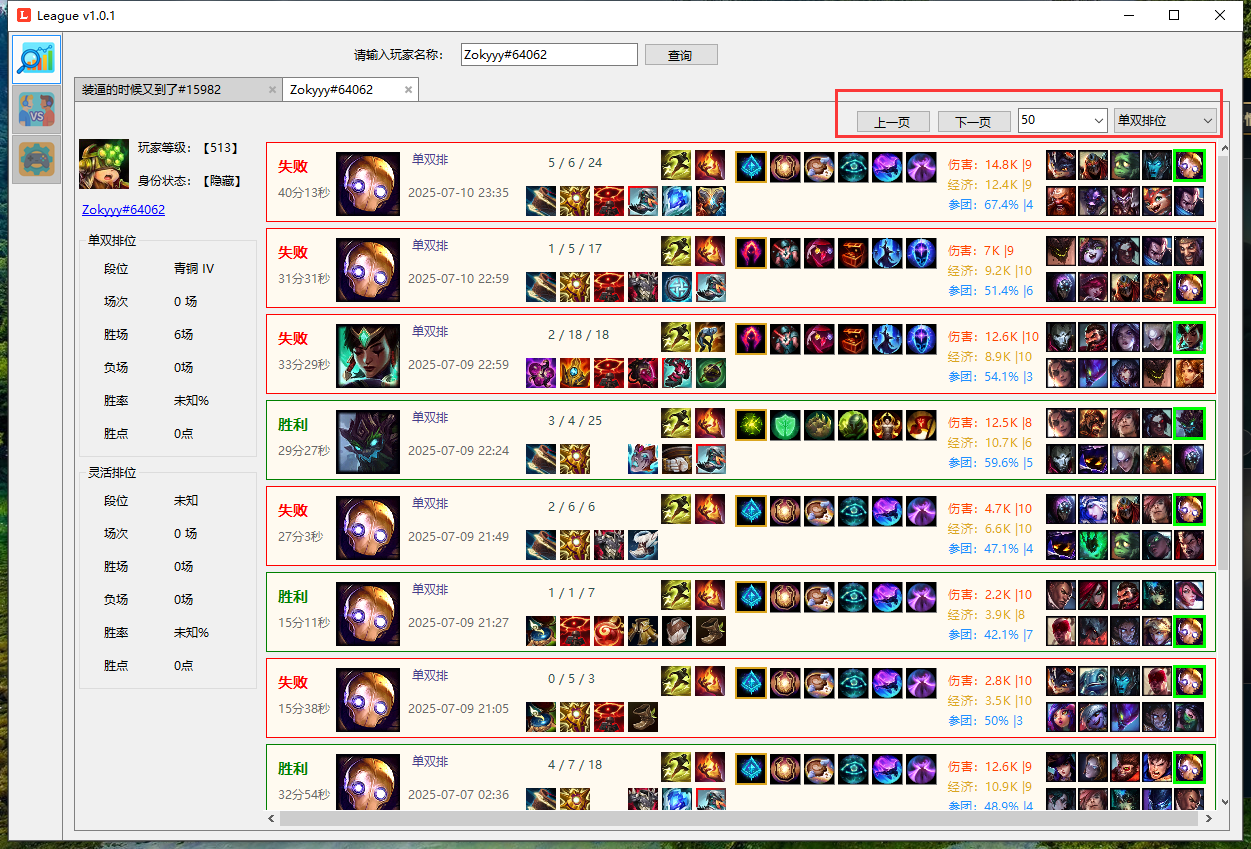 League v1.0.1
请输入玩家名称: Zokyyy#64062 查询
装逼的时候又到了#15982 Zokyyy#64062
上一页 下一页 50 单双排位
玩家等级: 【513】
身份状态: 【隐藏】
Zokyyy#64062
单双排位
段位 青铜 IV
场次 0 场
胜场 6场
负场 0场
胜率 未知%
胜点 0点
灵活排位
段位 未知
场次 0 场
胜场 0场
负场 0场
胜率 未知%
胜点 0点
失败 单双排 5 / 6 / 24 伤害: 14.8K |9
40分13秒 2025-07-10 23:35 经济: 12.4K |9
参团: 67.4% |4
失败 单双排 1 / 5 / 17 伤害: 7K |9
31分31秒 2025-07-10 22:59 经济: 9.2K |10
参团: 51.4% |6
失败 单双排 2 / 18 / 18 伤害: 12.6K |10
33分29秒 2025-07-09 22:59 经济: 8.9K |10
参团: 54.1% |3
胜利 单双排 3 / 4 / 25 伤害: 12.5K |8
29分27秒 2025-07-09 22:24 经济: 10.7K |6
参团: 59.6% |5
失败 单双排 2 / 6 / 6 伤害: 4.7K |10
27分3秒 2025-07-09 21:49 经济: 6.6K |10
参团: 47.1% |4
胜利 单双排 1 / 1 / 7 伤害: 2.2K |10
15分11秒 2025-07-09 21:27 经济: 3.9K |8
参团: 42.1% |7
失败 单双排 0 / 5 / 3 伤害: 2.8K |10
15分38秒 2025-07-09 21:05 经济: 3.5K |10
参团: 50% |3
胜利 单双排 4 / 7 / 18 伤害: 12.6K |9
32分54秒 2025-07-07 02:36 经济: 10.9K |9
参团: 48.9% |4